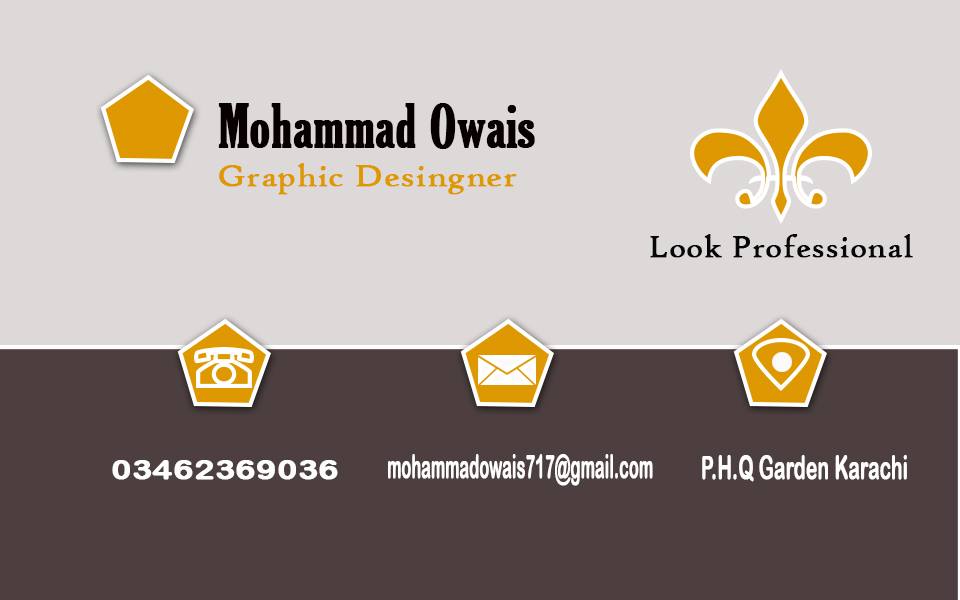 Mohammad Owais
Graphic Desingner
Look Professional
03462369036
mohammadowais717@gmail.com
P.H.Q Garden Karachi